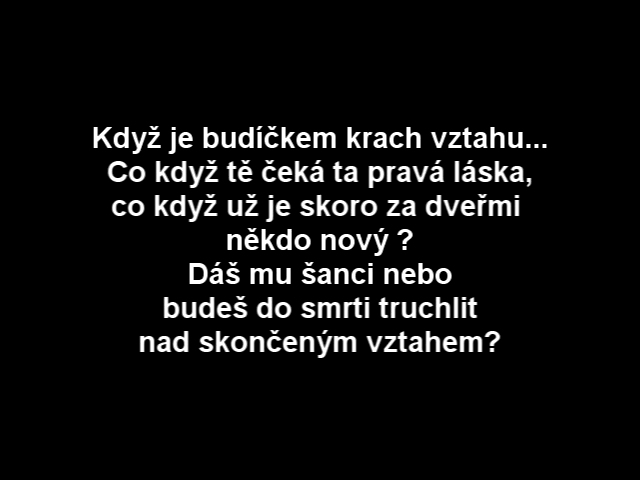 Když je budíčkem krach vztahu...
Co když tě čeká ta pravá láska,
co když už je skoro za dveřmi
někdo nový ?
Dáš mu šanci nebo
budeš do smrti truchlit
nad skončeným vztahem?